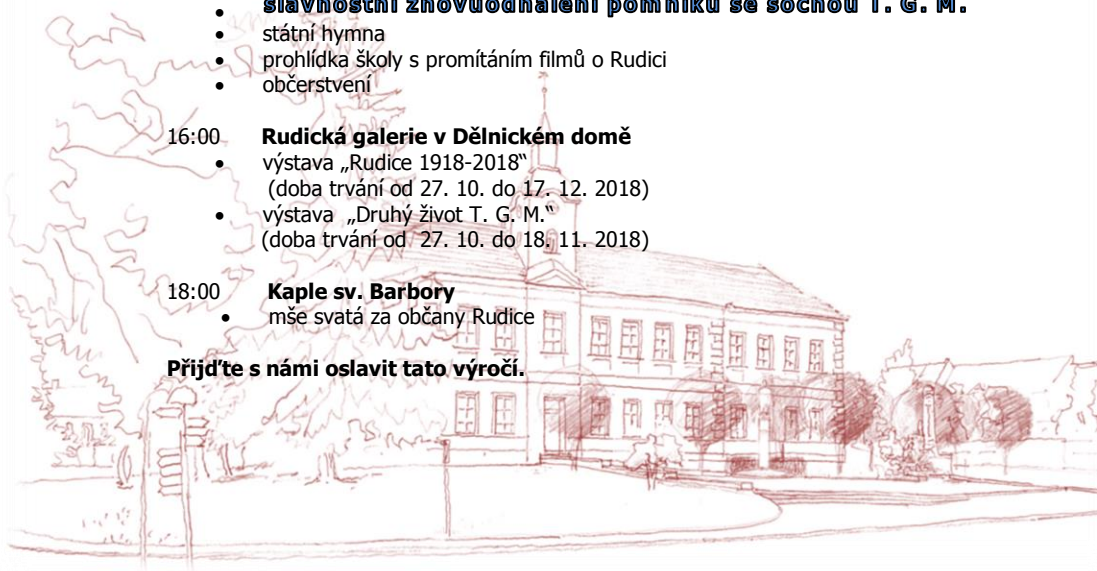 slavnostní znovuodhalení pomníku se sochou T. G. M.
• státní hymna
• prohlídka školy s promítáním filmů o Rudici
• občerstvení
16:00 Rudická galerie v Dělnickém domě
• výstava „Rudice 1918-2018“
(doba trvání od 27. 10. do 17. 12. 2018)
• výstava „Druhý život T. G. M.“
(doba trvání od 27. 10. do 18. 11. 2018)
18:00 Kaple sv. Barbory
• mše svatá za občany Rudice
Přijďte s námi oslavit tato výročí.